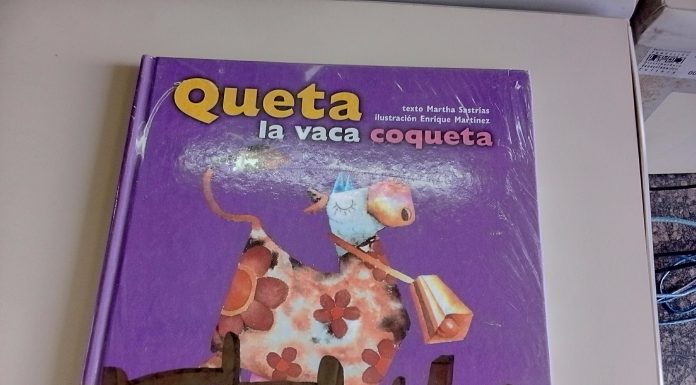 Queta
texto Martha Sastrías
ilustración Enrique Martínez
la vaca coqueta